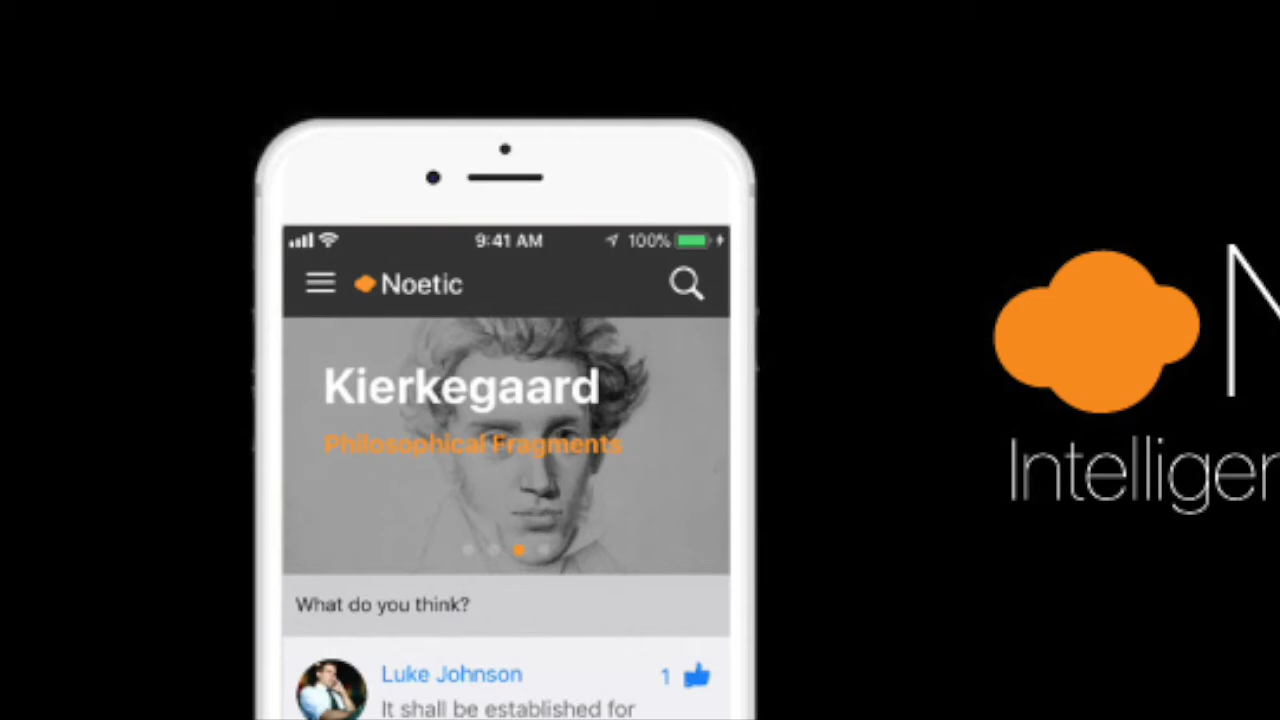 9:41 AM 100%
Noetic
Kierkegaard
Philosophical Fragments
What do you think?
Luke Johnson 1
It shall be established for
N
Intelligen